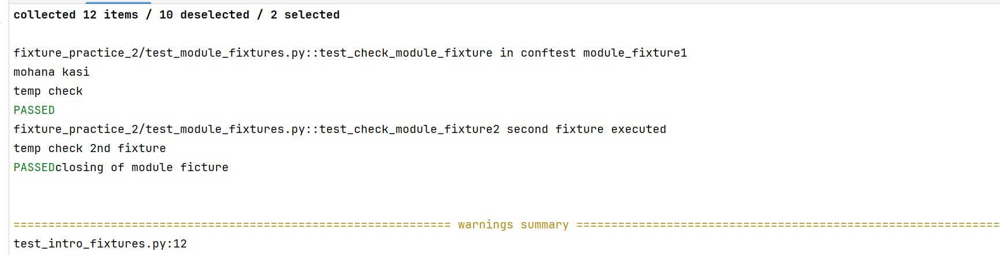 collected 12 items / 10 deselected / 2 selected
fixture_practice_2/test_module_fixtures.py::test_check_module_fixture in conftest module_fixture1
mohana kasi
temp check
PASSED
fixture_practice_2/test_module_fixtures.py::test_check_module_fixture2 second fixture executed
temp check 2nd fixture
PASSEDclosing of module ficture
=============================================================== warnings summary =============================================================
test_intro_fixtures.py:12